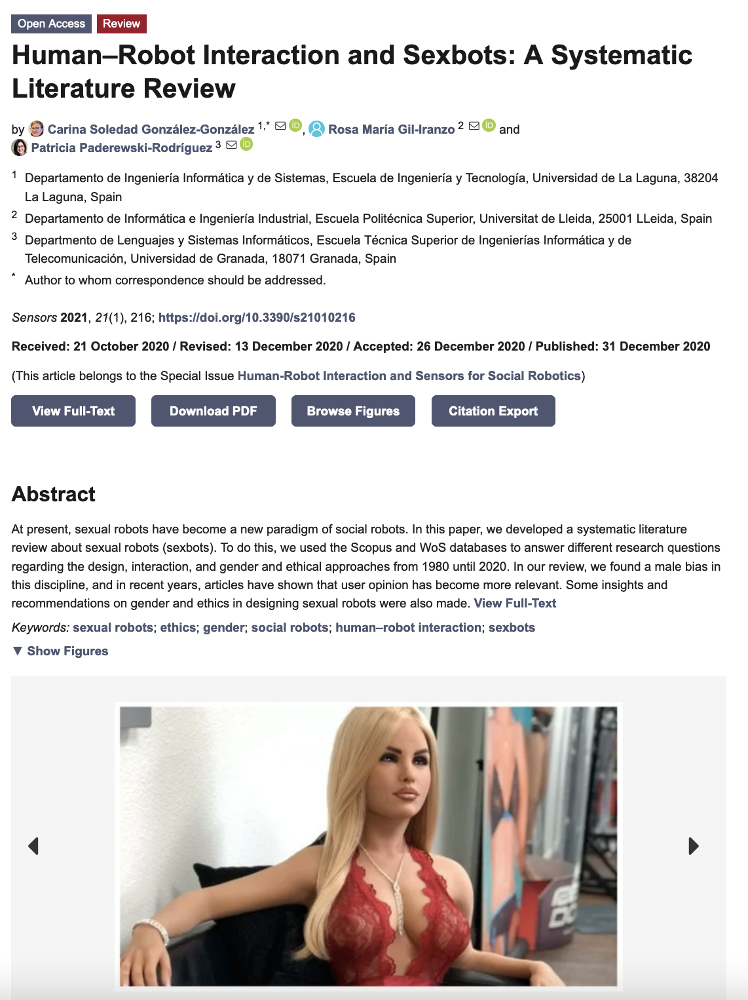 Open Access Review
Human–Robot Interaction and Sexbots: A Systematic
Literature Review
by Carina Soledad González-González 1,* iD, Rosa María Gil-Iranzo 2 iD and
Patricia Paderewski-Rodríguez 3 iD
1 Departamento de Ingeniería Informática y de Sistemas, Escuela de Ingeniería y Tecnología, Universidad de La Laguna, 38204
La Laguna, Spain
2 Departamento de Informática e Ingeniería Industrial, Escuela Politécnica Superior, Universitat de Lleida, 25001 LLeida, Spain
3 Departmento de Lenguajes y Sistemas Informáticos, Escuela Técnica Superior de Ingenierías Informática y de
Telecomunicación, Universidad de Granada, 18071 Granada, Spain
* Author to whom correspondence should be addressed.
Sensors 2021, 21(1), 216; https://doi.org/10.3390/s21010216
Received: 21 October 2020 / Revised: 13 December 2020 / Accepted: 26 December 2020 / Published: 31 December 2020
(This article belongs to the Special Issue Human-Robot Interaction and Sensors for Social Robotics)
View Full-Text Download PDF Browse Figures Citation Export
Abstract
At present, sexual robots have become a new paradigm of social robots. In this paper, we developed a systematic literature
review about sexual robots (sexbots). To do this, we used the Scopus and WoS databases to answer different research questions
regarding the design, interaction, and gender and ethical approaches from 1980 until 2020. In our review, we found a male bias in
this discipline, and in recent years, articles have shown that user opinion has become more relevant. Some insights and
recommendations on gender and ethics in designing sexual robots were also made. View Full-Text
Keywords: sexual robots; ethics; gender; social robots; human–robot interaction; sexbots
▼ Show Figures